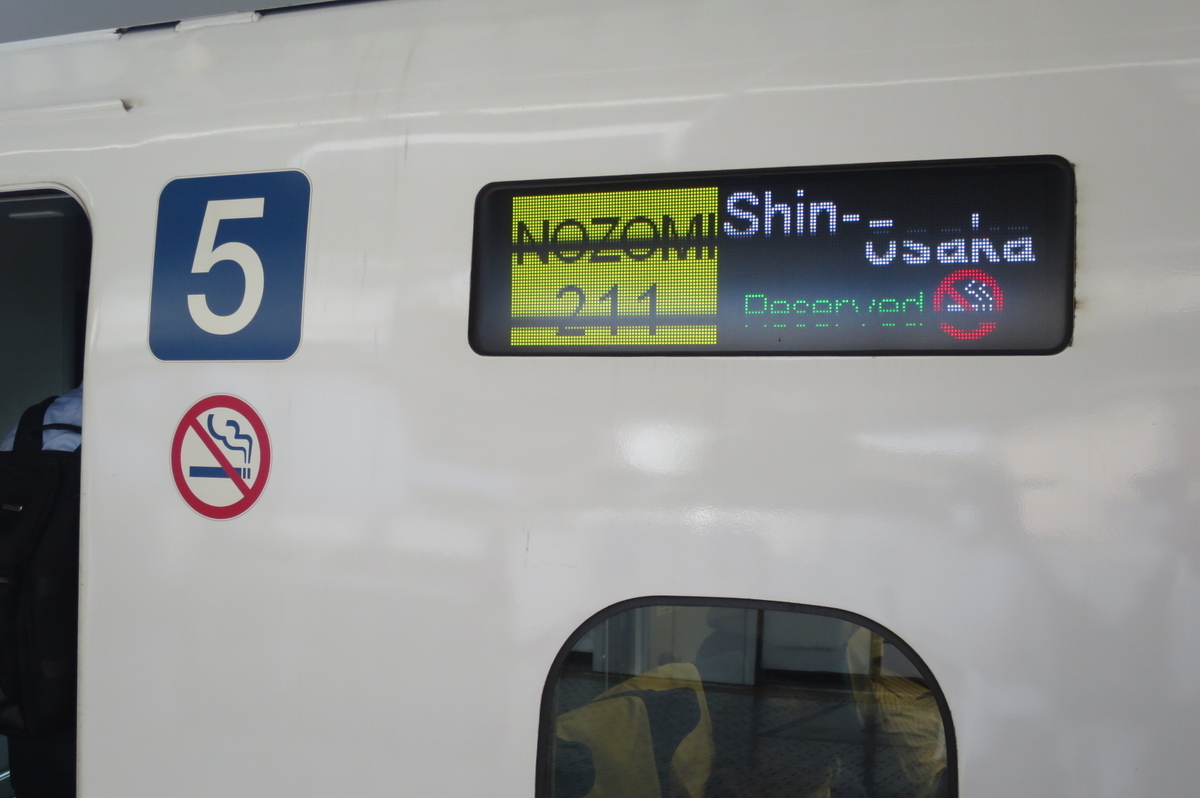 5
NOZOMI
211
Shin-
Osaka
Reserved